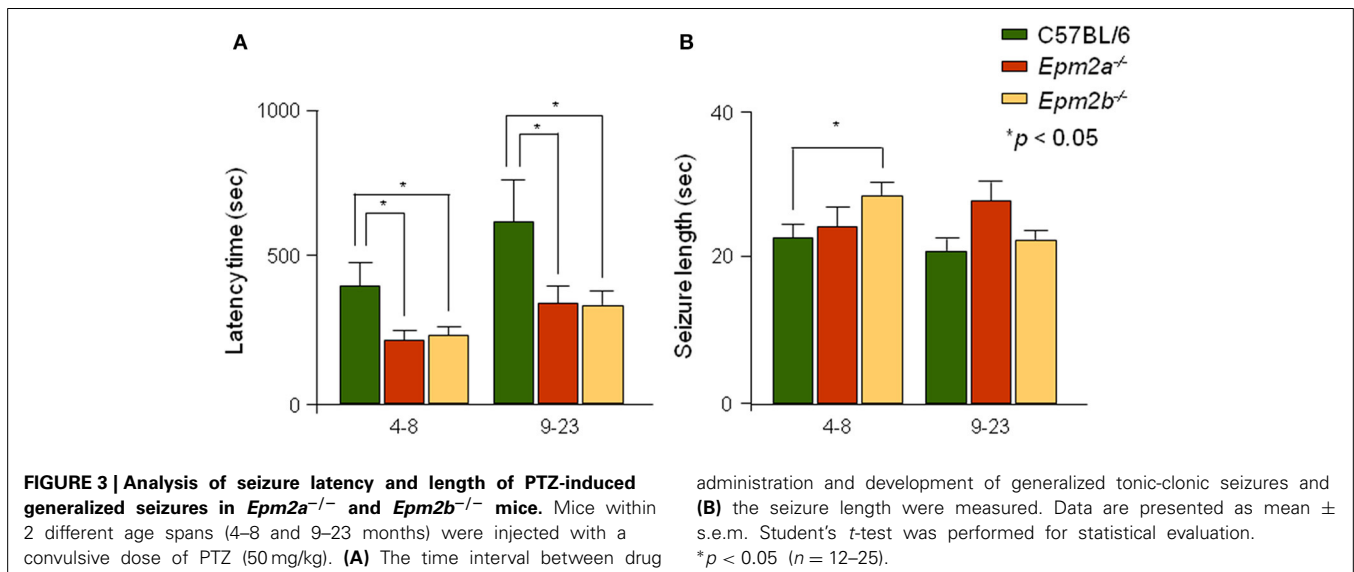 A
1000
500
0
Latency time (sec)
*
*
*
*
4-8
9-23
B
C57BL/6
Epm2a-/-
Epm2b-/-
*p < 0.05
40
20
0
Seizure length (sec)
*
4-8
9-23
FIGURE 3 | Analysis of seizure latency and length of PTZ-induced
generalized seizures in Epm2a−/− and Epm2b−/− mice. Mice within
2 different age spans (4–8 and 9–23 months) were injected with a
convulsive dose of PTZ (50 mg/kg). (A) The time interval between drug
administration and development of generalized tonic-clonic seizures and
(B) the seizure length were measured. Data are presented as mean ±
s.e.m. Student's t-test was performed for statistical evaluation.
*p < 0.05 (n = 12–25).